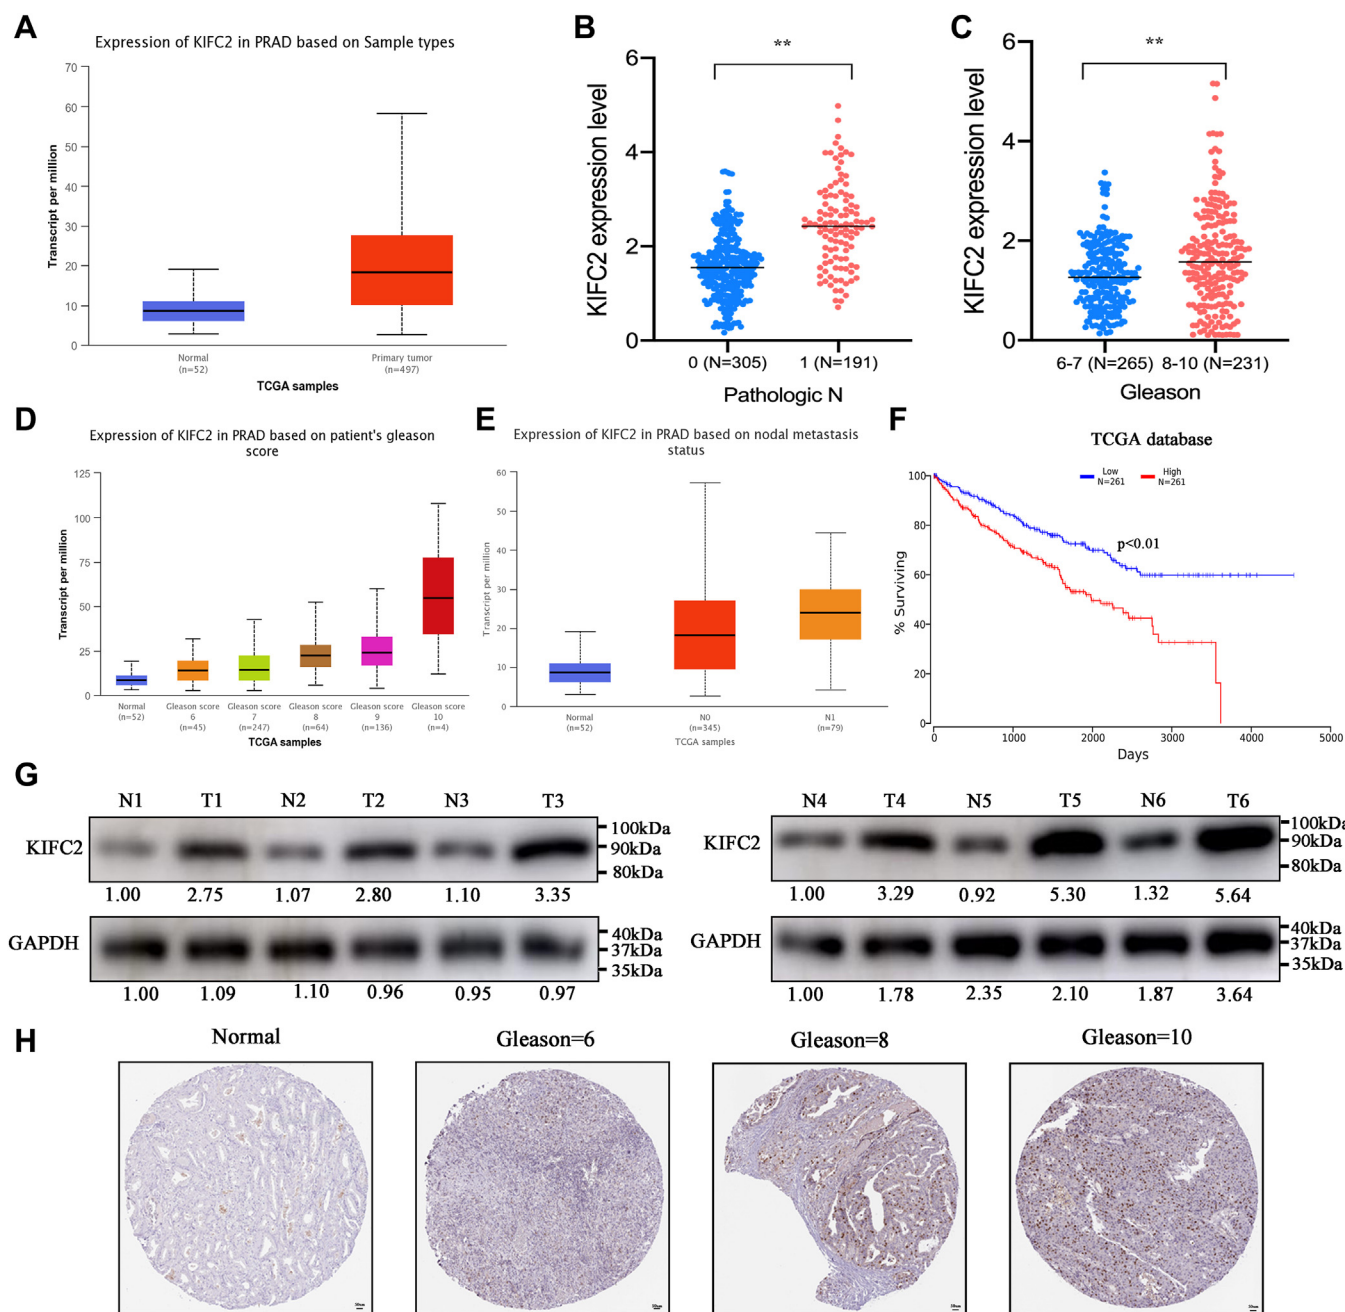 A
Expression of KIFC2 in PRAD based on Sample types
Transcript per million
70
60
50
40
30
20
10
0
Normal
(n=52)
Primary tumor
(n=497)
TCGA samples
B
**
KIFC2 expression level
6
4
2
0
0 (N=305)
1 (N=191)
Pathologic N
C
**
KIFC2 expression level
6
4
2
0
6-7 (N=265)
8-10 (N=231)
Gleason
D
Expression of KIFC2 in PRAD based on patient's gleason
score
Transcript per million
125
100
75
50
25
0
Normal
(n=52)
Gleason score
6
(n=45)
Gleason score
7
(n=247)
Gleason score
8
(n=64)
Gleason score
9
(n=136)
Gleason score
10
(n=4)
TCGA samples
E
Expression of KIFC2 in PRAD based on nodal metastasis
status
Transcript per million
60
50
40
30
20
10
0
Normal
(n=52)
N0
(n=345)
N1
(n=79)
TCGA samples
F
TCGA database
Low
N=261
High
N=261
p<0.01
% Surviving
100
80
60
40
20
0
0
1000
2000
3000
4000
5000
Days
G
N1 T1 N2 T2 N3 T3
KIFC2
100kDa
90kDa
80kDa
1.00 2.75 1.07 2.80 1.10 3.35
GAPDH
40kDa
37kDa
35kDa
1.00 1.09 1.10 0.96 0.95 0.97
N4 T4 N5 T5 N6 T6
KIFC2
100kDa
90kDa
80kDa
1.00 3.29 0.92 5.30 1.32 5.64
GAPDH
40kDa
37kDa
35kDa
1.00 1.78 2.35 2.10 1.87 3.64
H
Normal
Gleason=6
Gleason=8
Gleason=10